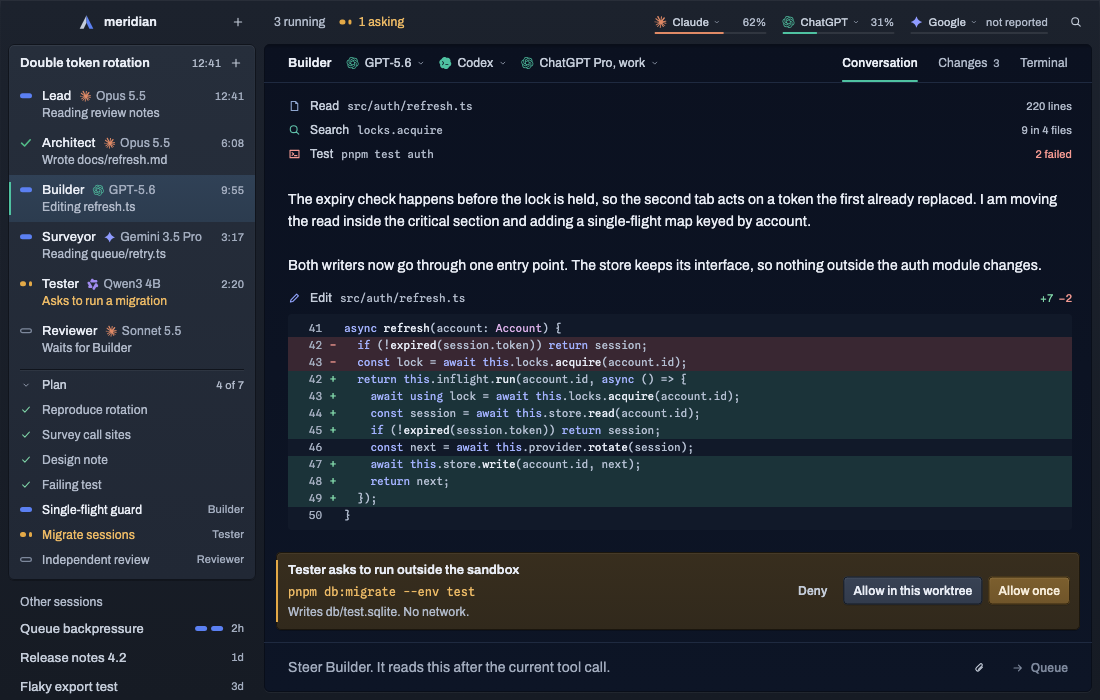 meridian +
3 running 1 asking
Claude 62% ChatGPT 31% Google not reported
Double token rotation 12:41 +
Lead Opus 5.5 12:41
Reading review notes
Architect Opus 5.5 6:08
Wrote docs/refresh.md
Builder GPT-5.6 9:55
Editing refresh.ts
Surveyor Gemini 3.5 Pro 3:17
Reading queue/retry.ts
Tester Qwen3 4B 2:20
Asks to run a migration
Reviewer Sonnet 5.5
Waits for Builder
Plan 4 of 7
Reproduce rotation
Survey call sites
Design note
Failing test
Single-flight guard Builder
Migrate sessions Tester
Independent review Reviewer
Other sessions
Queue backpressure 2h
Release notes 4.2 1d
Flaky export test 3d
Builder GPT-5.6 Codex ChatGPT Pro, work
Conversation Changes 3 Terminal
Read src/auth/refresh.ts 220 lines
Search locks.acquire 9 in 4 files
Test pnpm test auth 2 failed
The expiry check happens before the lock is held, so the second tab acts on a token the first already replaced. I am moving
the read inside the critical section and adding a single-flight map keyed by account.
Both writers now go through one entry point. The store keeps its interface, so nothing outside the auth module changes.
Edit src/auth/refresh.ts +7 −2
41 async refresh(account: Account) {
42 − if (!expired(session.token)) return session;
43 − const lock = await this.locks.acquire(account.id);
42 + return this.inflight.run(account.id, async () => {
43 + await using lock = await this.locks.acquire(account.id);
44 + const session = await this.store.read(account.id);
45 + if (!expired(session.token)) return session;
46 const next = await this.provider.rotate(session);
47 + await this.store.write(account.id, next);
48 + return next;
49 + });
50 }
Tester asks to run outside the sandbox
pnpm db:migrate --env test
Writes db/test.sqlite. No network.
Deny Allow in this worktree Allow once
Steer Builder. It reads this after the current tool call.
Queue